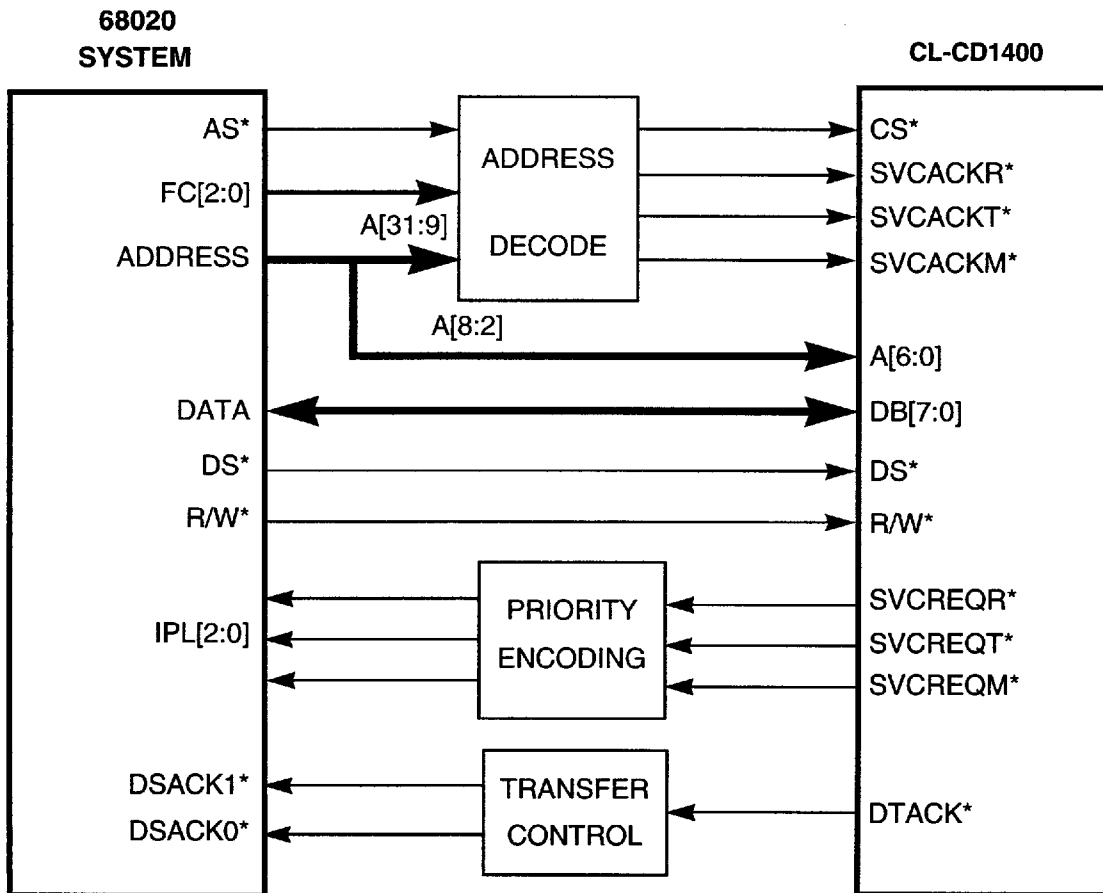 68020
SYSTEM
CL-CD1400
AS*
FC[2:0]
ADDRESS
A[31:9]
ADDRESS
DECODE
CS*
SVCACKR*
SVCACKT*
SVCACKM*
A[8:2]
A[6:0]
DATA
DB[7:0]
DS*
DS*
R/W*
R/W*
IPL[2:0]
PRIORITY
ENCODING
SVCREQR*
SVCREQT*
SVCREQM*
DSACK1*
DSACK0*
TRANSFER
CONTROL
DTACK*